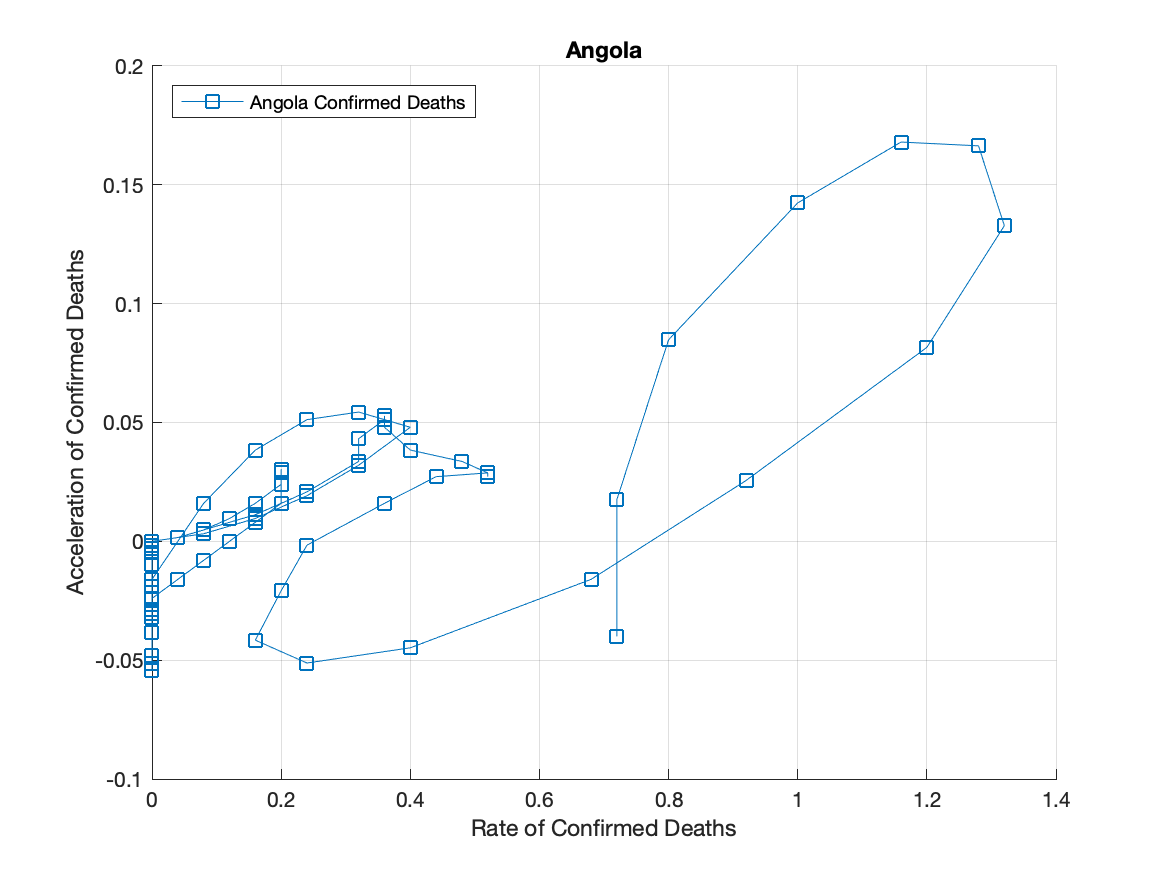 Angola
Angola Confirmed Deaths
0.2
0.15
0.1
0.05
0
-0.05
-0.1
Acceleration of Confirmed Deaths
0 0.2 0.4 0.6 0.8 1 1.2 1.4
Rate of Confirmed Deaths